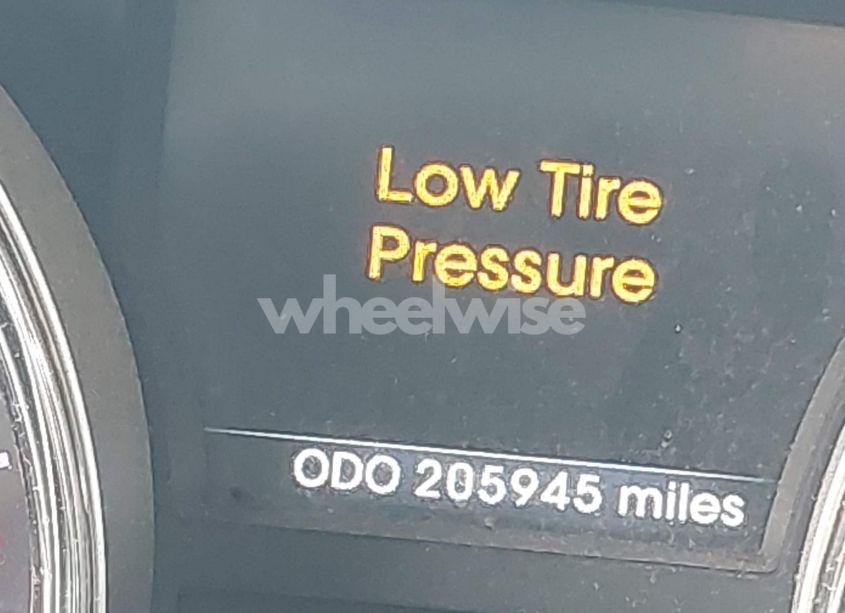 Low Tire
Pressure
wheelwise
ODO 205945 miles